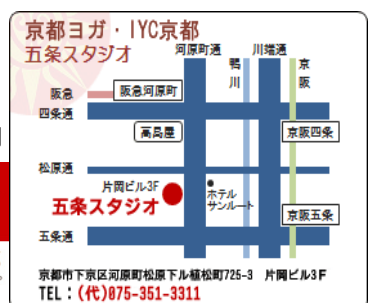 京都ヨガ・IYC京都
五条スタジオ
河原町通
川端通
鴨川
京阪
阪急
阪急河原町
四条通
高島屋
京阪四条
松原通
片岡ビル3F
五条スタジオ
ホテル
サンルート
京阪五条
五条通
京都市下京区河原町松原下ル植松町725-3 片岡ビル3F
TEL：(代)075-351-3311